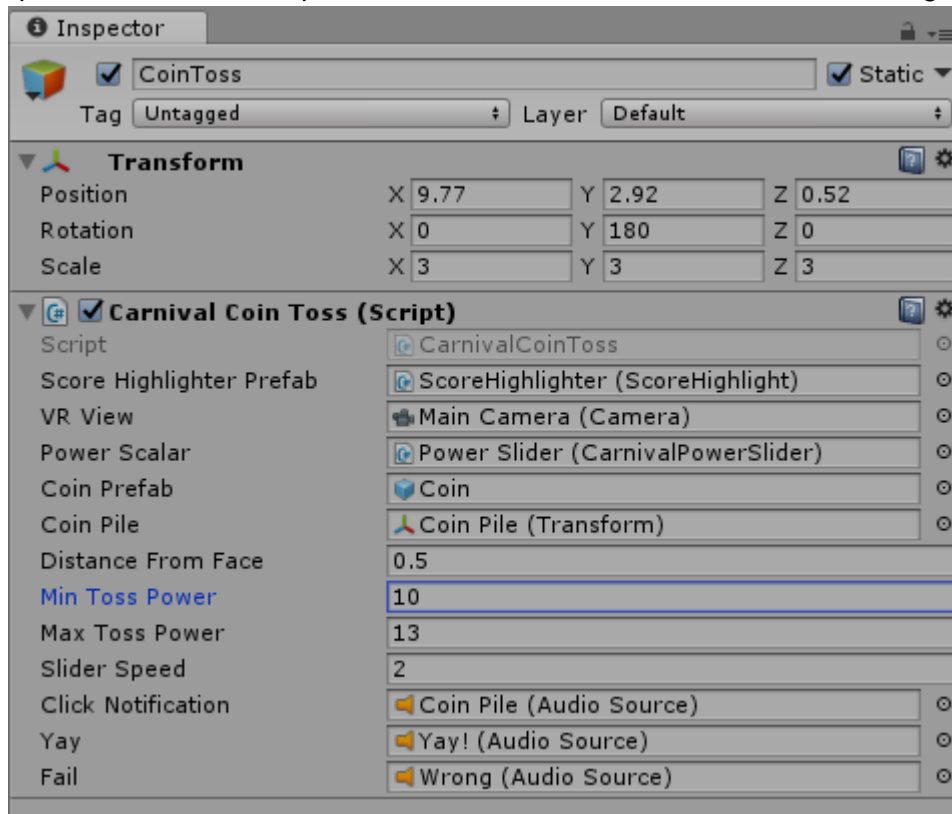 Inspector
CoinToss Static
Tag Untagged Layer Default
Transform
Position X 9.77 Y 2.92 Z 0.52
Rotation X 0 Y 180 Z 0
Scale X 3 Y 3 Z 3
Carnival Coin Toss (Script)
Script CarnivalCoinToss
Score Highlighter Prefab ScoreHighlighter (ScoreHighlight)
VR View Main Camera (Camera)
Power Scalar Power Slider (CarnivalPowerSlider)
Coin Prefab Coin
Coin Pile Coin Pile (Transform)
Distance From Face 0.5
Min Toss Power 10
Max Toss Power 13
Slider Speed 2
Click Notification Coin Pile (Audio Source)
Yay Yay! (Audio Source)
Fail Wrong (Audio Source)